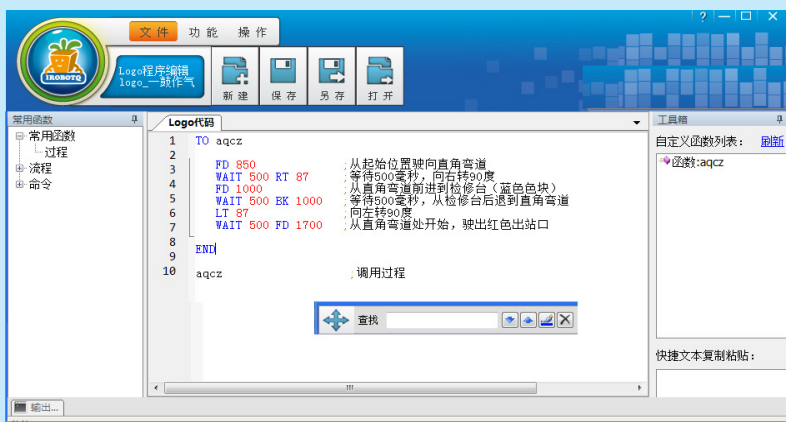 ? — □ ×
文件 功能 操作
IROBOTQ
Logo程序编辑
logo_一鼓作气
新建 保存 另存 打开
常用函数
常用函数
过程
流程
命令
Logo代码
1 TO aqcz
2
3 FD 850 ;从起始位置驶向直角弯道
4 WAIT 500 RT 87 ;等待500毫秒，向右转90度
5 FD 1000 ;从直角弯道前进到检修台（蓝色色块）
6 WAIT 500 BK 1000 ;等待500毫秒，从检修台后退到直角弯道
7 LT 87 ;向左转90度
8 WAIT 500 FD 1700 ;从直角弯道处开始，驶出红色出站口
9 END
10 aqcz ;调用过程
查找
工具箱
自定义函数列表： 刷新
函数:aqcz
快捷文本复制粘贴：
输出...